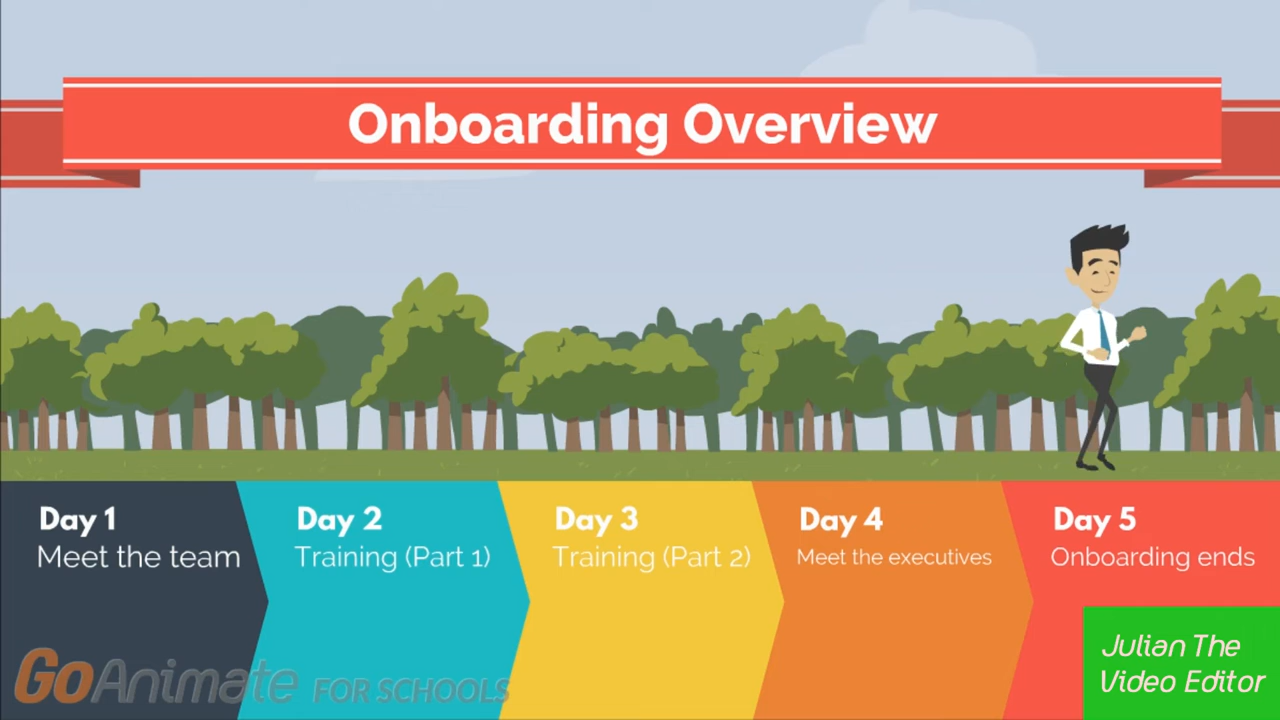 Onboarding Overview
Day 1
Meet the team
Day 2
Training (Part 1)
Day 3
Training (Part 2)
Day 4
Meet the executives
Day 5
Onboarding ends
GoAnimate FOR SCHOOLS
Julian The
Video Editor